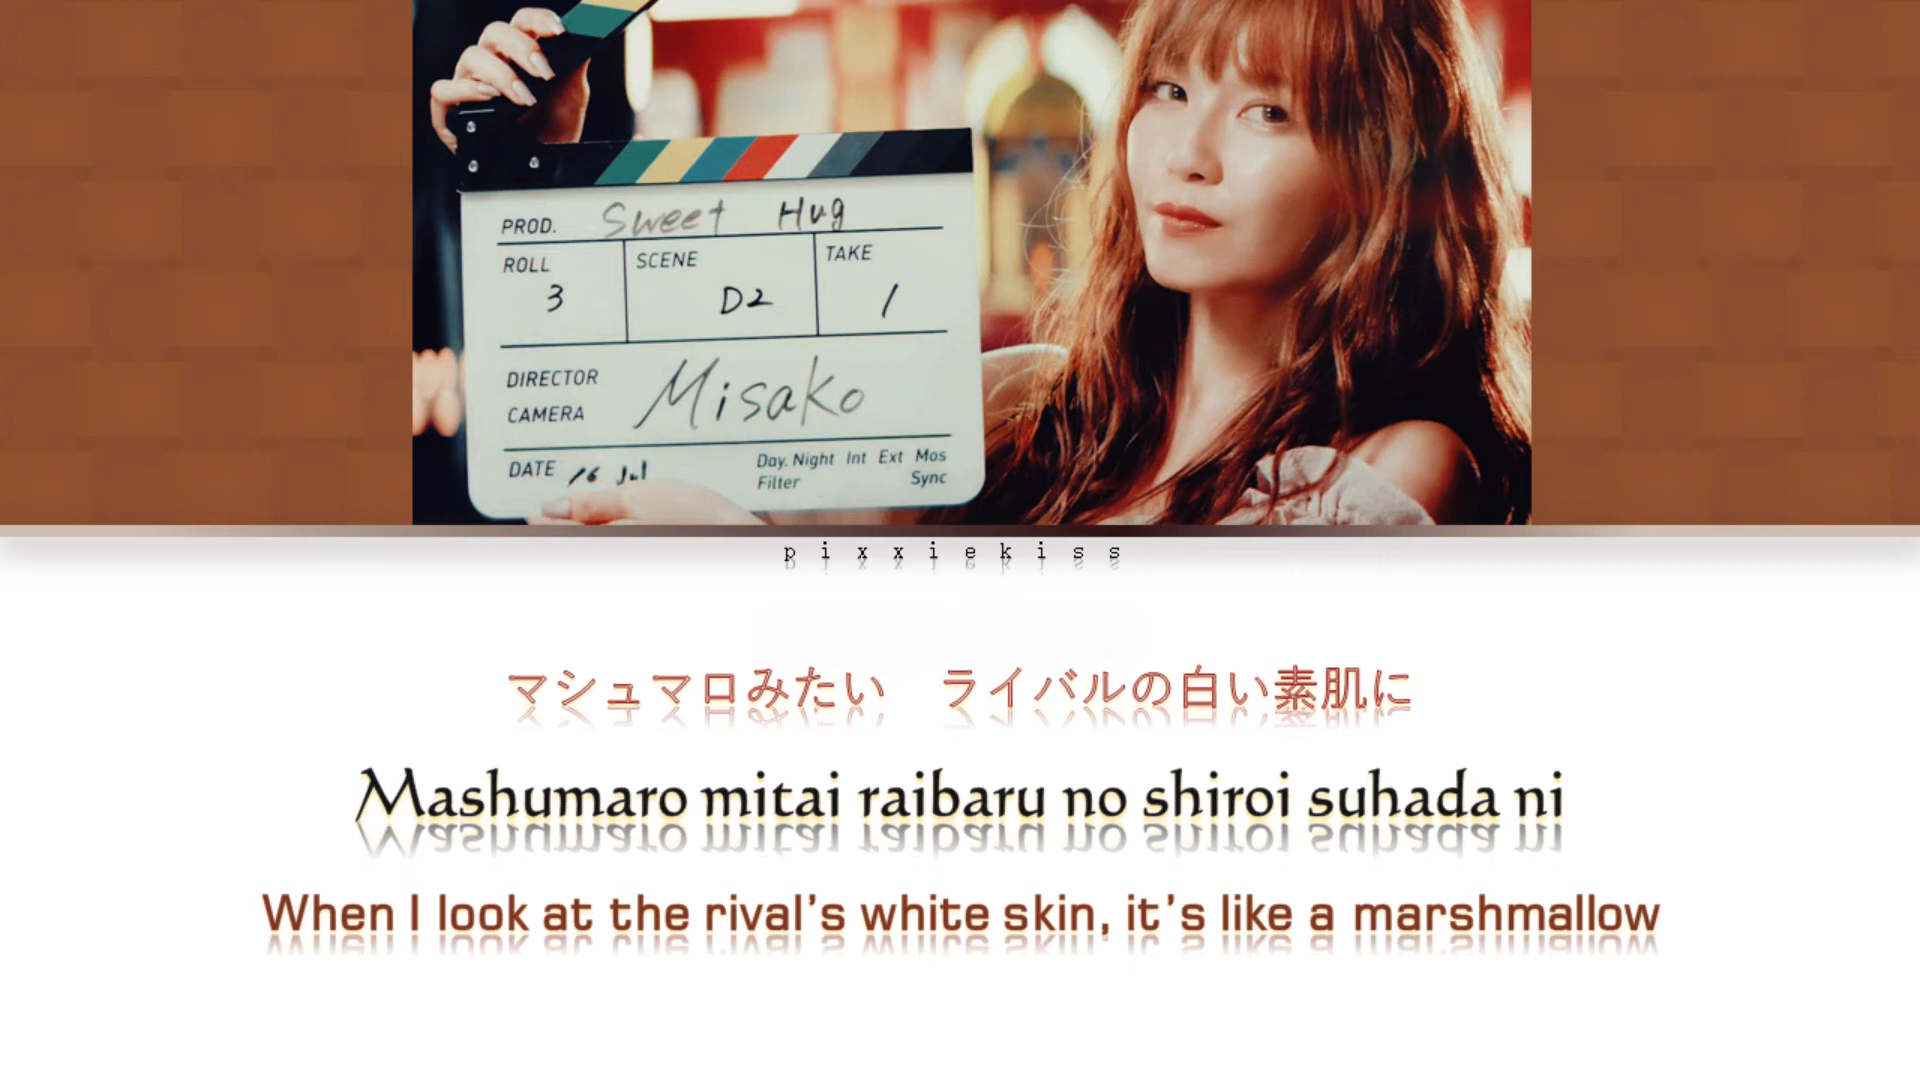 PROD. Sweet Hug
ROLL SCENE TAKE
3 D2 1
DIRECTOR
CAMERA Misako
DATE 16 Jul
Day. Night Int Ext Mos
Filter Sync
pixxiekiss
マシュマロみたい ライバルの白い素肌に
Mashumaro mitai raibaru no shiroi suhada ni
When I look at the rival's white skin, it's like a marshmallow